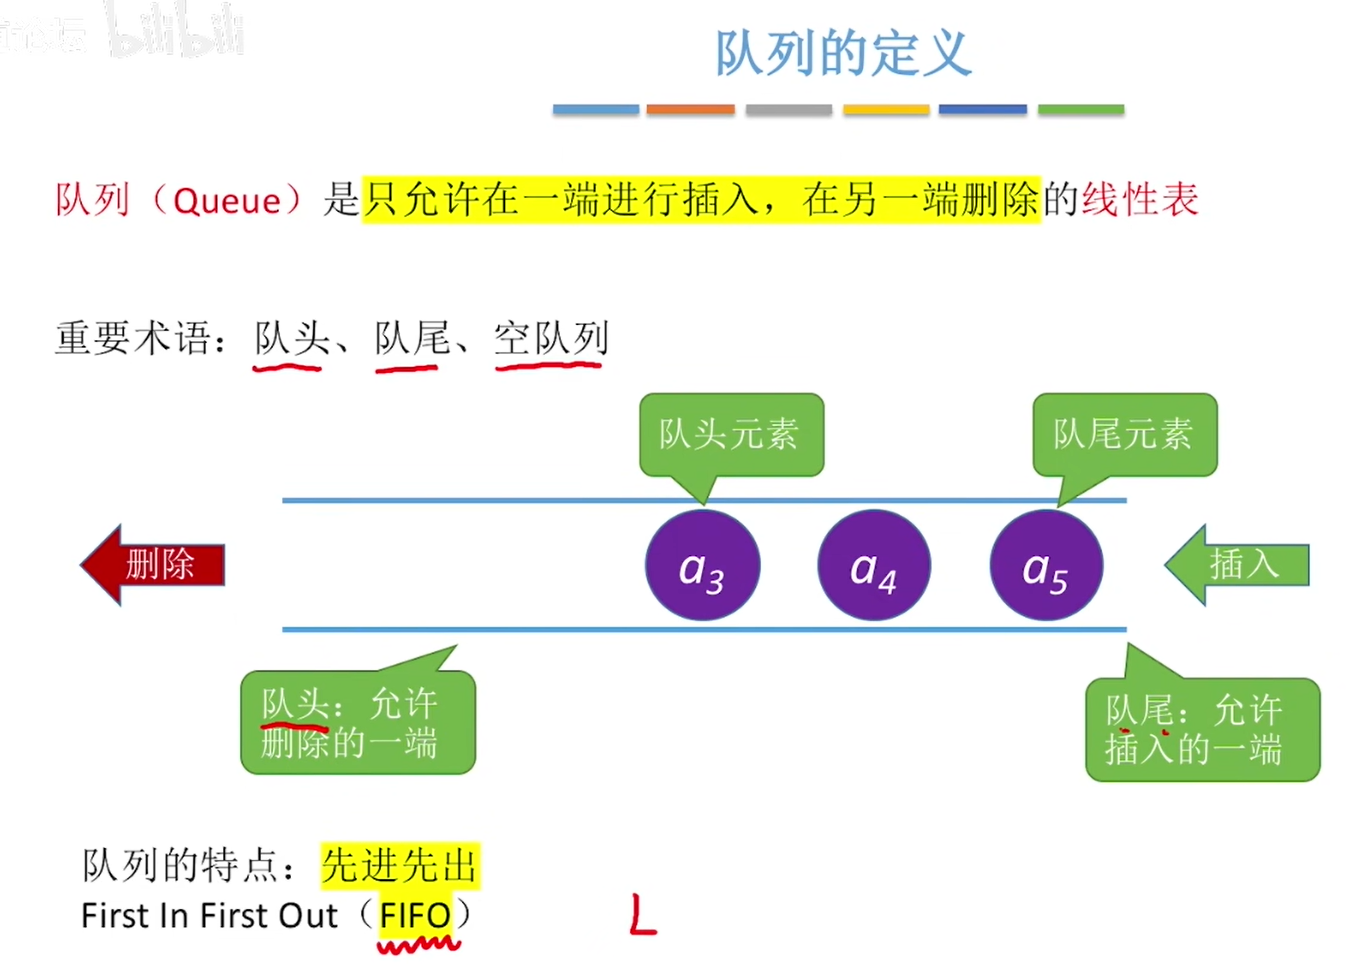 bilibili
队列的定义
队列（Queue）是只允许在一端进行插入，在另一端删除的线性表
重要术语：队头、队尾、空队列
队头元素
队尾元素
删除
a3
a4
a5
插入
队头：允许
删除的一端
队尾：允许
插入的一端
队列的特点：先进先出
First In First Out（FIFO）
L